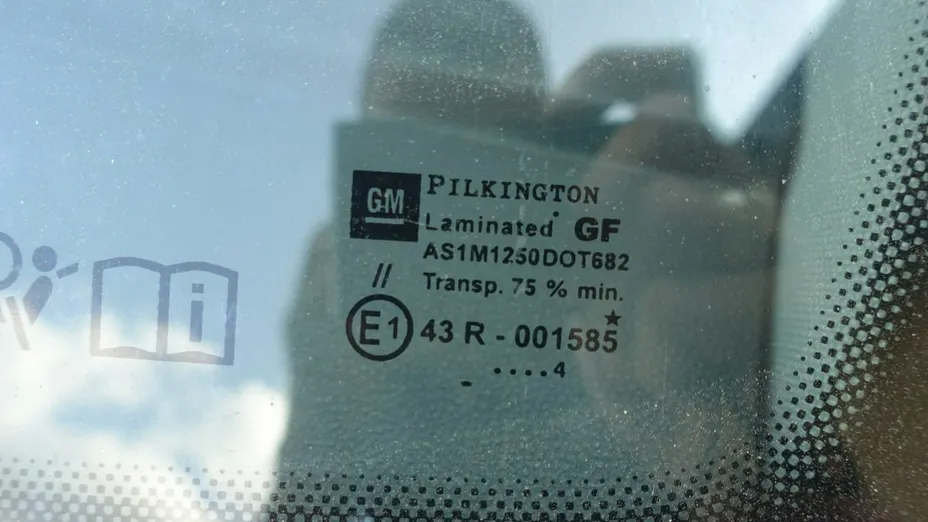 GM PILKINGTON
Laminated GF
AS1M1250DOT682
Transp. 75 % min.
//
E1 43 R - 001585 ★
....4
-
i